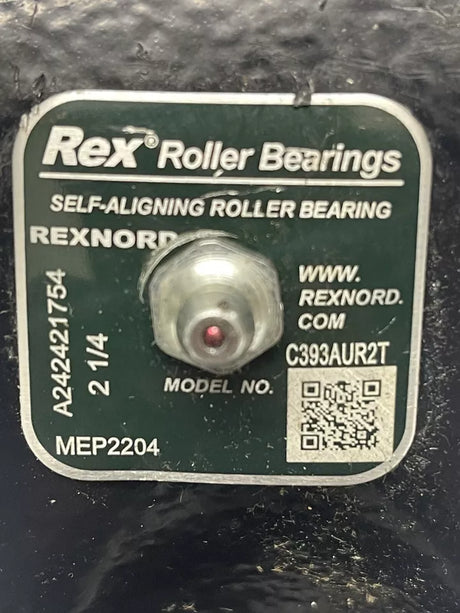 Rex® Roller Bearings
SELF-ALIGNING ROLLER BEARING
REXNORD
WWW.
REXNORD.
COM
A242421754
2 1/4
C393AUR2T
MODEL NO.
MEP2204